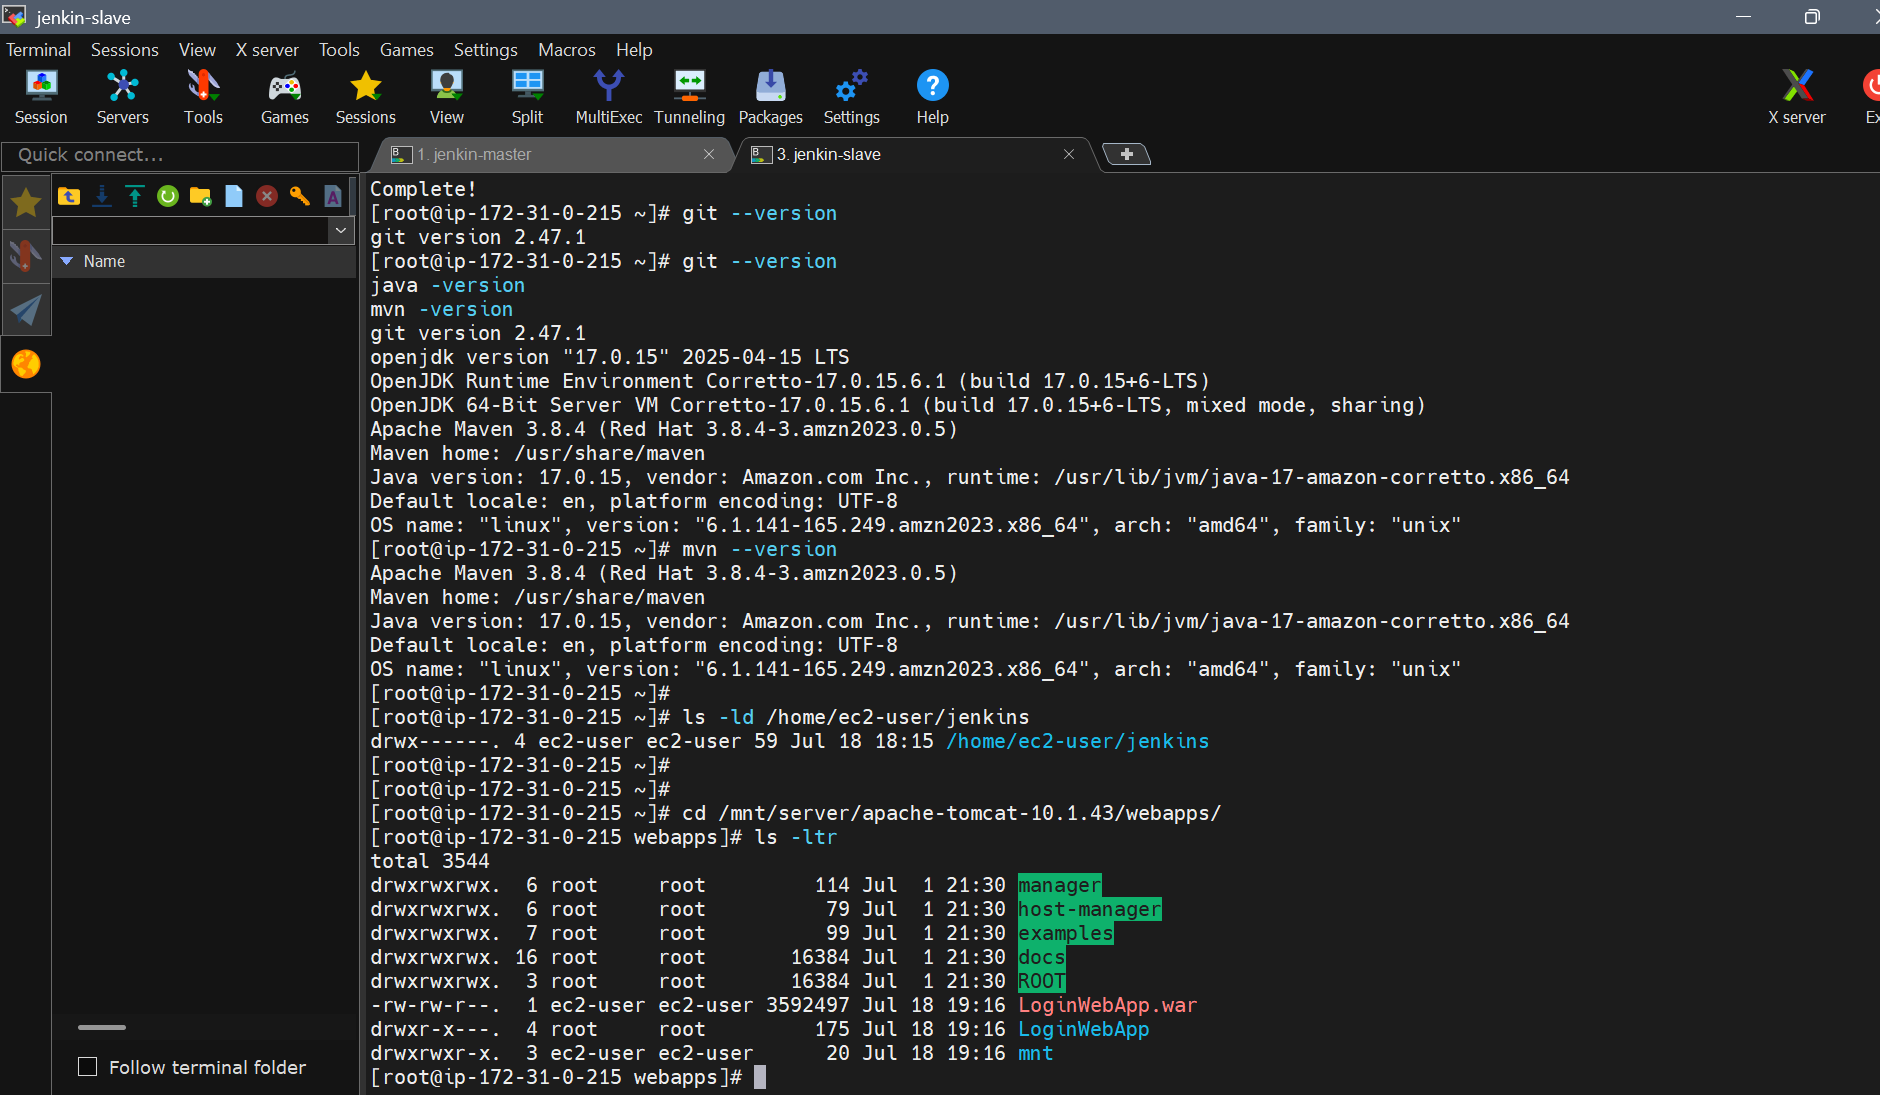 jenkin-slave
Terminal Sessions View X server Tools Games Settings Macros Help
Session Servers Tools Games Sessions View Split MultiExec Tunneling Packages Settings Help X server
Quick connect... 1. jenkin-master 3. jenkin-slave
Name
Follow terminal folder
Complete!
[root@ip-172-31-0-215 ~]# git --version
git version 2.47.1
[root@ip-172-31-0-215 ~]# git --version
java -version
mvn -version
git version 2.47.1
openjdk version "17.0.15" 2025-04-15 LTS
OpenJDK Runtime Environment Corretto-17.0.15.6.1 (build 17.0.15+6-LTS)
OpenJDK 64-Bit Server VM Corretto-17.0.15.6.1 (build 17.0.15+6-LTS, mixed mode, sharing)
Apache Maven 3.8.4 (Red Hat 3.8.4-3.amzn2023.0.5)
Maven home: /usr/share/maven
Java version: 17.0.15, vendor: Amazon.com Inc., runtime: /usr/lib/jvm/java-17-amazon-corretto.x86_64
Default locale: en, platform encoding: UTF-8
OS name: "linux", version: "6.1.141-165.249.amzn2023.x86_64", arch: "amd64", family: "unix"
[root@ip-172-31-0-215 ~]# mvn --version
Apache Maven 3.8.4 (Red Hat 3.8.4-3.amzn2023.0.5)
Maven home: /usr/share/maven
Java version: 17.0.15, vendor: Amazon.com Inc., runtime: /usr/lib/jvm/java-17-amazon-corretto.x86_64
Default locale: en, platform encoding: UTF-8
OS name: "linux", version: "6.1.141-165.249.amzn2023.x86_64", arch: "amd64", family: "unix"
[root@ip-172-31-0-215 ~]#
[root@ip-172-31-0-215 ~]# ls -ld /home/ec2-user/jenkins
drwx------. 4 ec2-user ec2-user 59 Jul 18 18:15 /home/ec2-user/jenkins
[root@ip-172-31-0-215 ~]#
[root@ip-172-31-0-215 ~]#
[root@ip-172-31-0-215 ~]# cd /mnt/server/apache-tomcat-10.1.43/webapps/
[root@ip-172-31-0-215 webapps]# ls -ltr
total 3544
drwxrwxrwx. 6 root root 114 Jul 1 21:30 manager
drwxrwxrwx. 6 root root 79 Jul 1 21:30 host-manager
drwxrwxrwx. 7 root root 99 Jul 1 21:30 examples
drwxrwxrwx. 16 root root 16384 Jul 1 21:30 docs
drwxrwxrwx. 3 root root 16384 Jul 1 21:30 ROOT
-rw-rw-r--. 1 ec2-user ec2-user 3592497 Jul 18 19:16 LoginWebApp.war
drwxr-x---. 4 root root 175 Jul 18 19:16 LoginWebApp
drwxrwxr-x. 3 ec2-user ec2-user 20 Jul 18 19:16 mnt
[root@ip-172-31-0-215 webapps]#